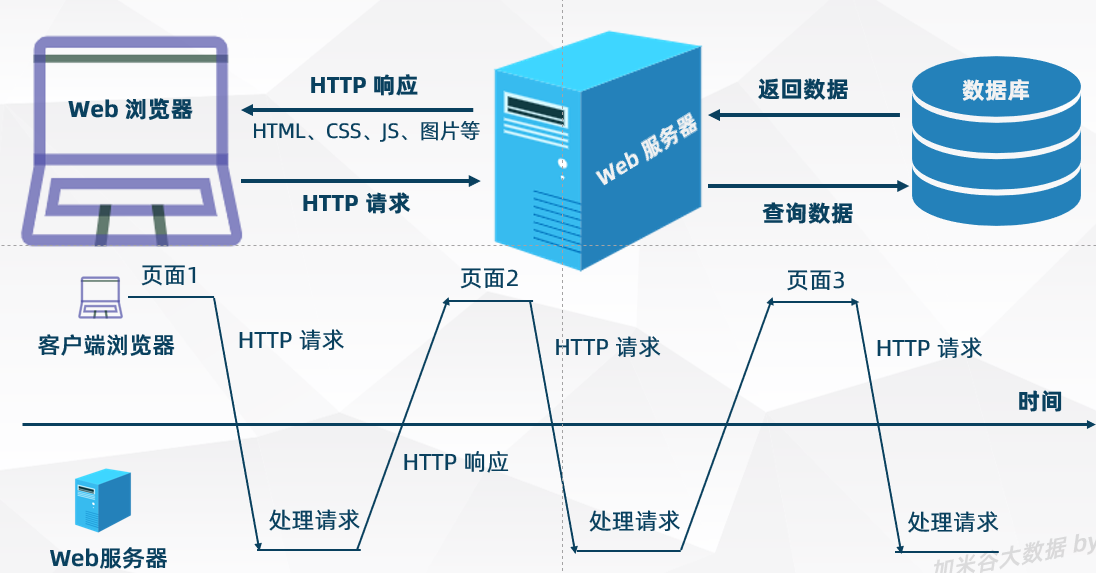 Web 浏览器
HTTP 响应
HTML、CSS、JS、图片等
HTTP 请求
Web 服务器
返回数据
查询数据
数据库
页面1
页面2
页面3
客户端浏览器
HTTP 请求
HTTP 请求
HTTP 请求
时间
HTTP 响应
处理请求
处理请求
处理请求
Web服务器
加米谷大数据 by